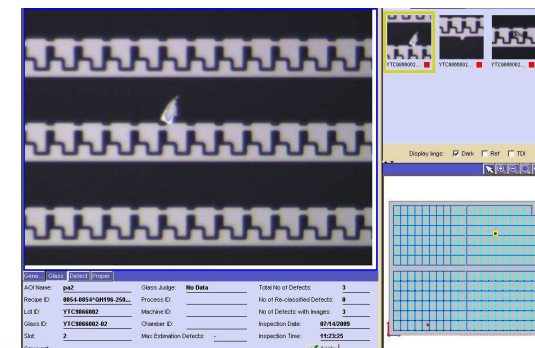 YTC9866002... YTC9866002... YTC9866002...
Display Imgs: Dark Ref TDI
Gene... Glass Defect Proper
AOI Name: pa2 Glass Judge: No Data Total No of Defects: 3
Recipe ID: 0854-0854^QH196-250... Process ID: No of Re-classified Defects: 0
Lot ID: YTC9866002 Machine ID: No of Defects with Images: 3
Glass ID: YTC9866002-02 Chamber ID: Inspection Date: 07/14/2009
Slot: 2 Max Estimation Defects: - Inspection Time: 11:23:25